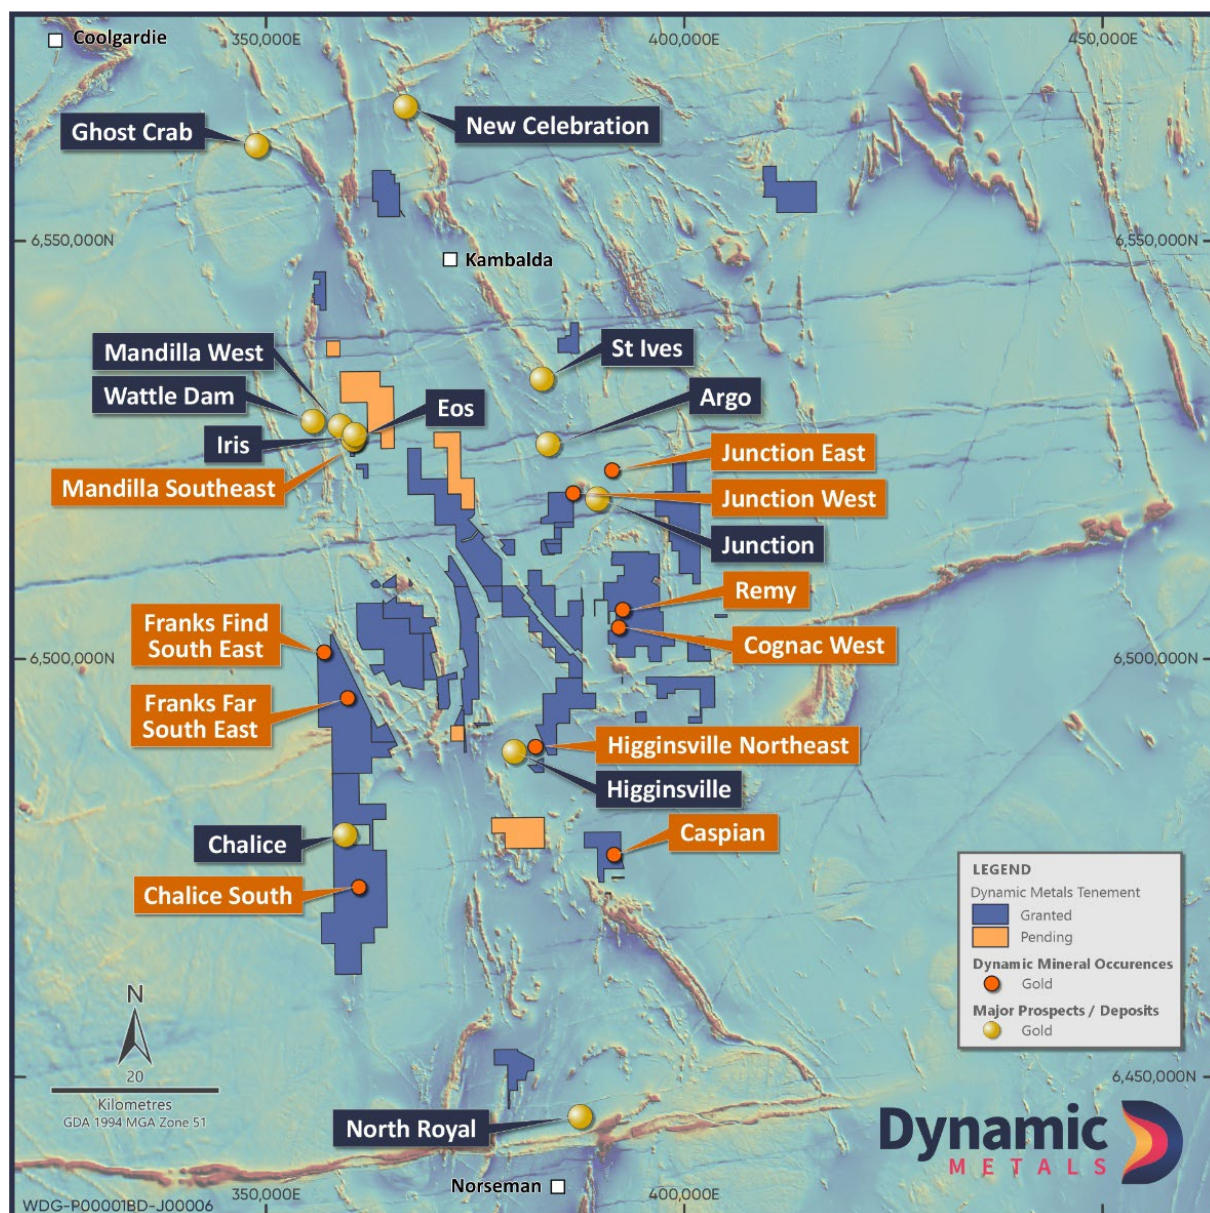 Coolgardie
350,000E
400,000E
450,000E
Ghost Crab
New Celebration
6,550,000N
6,550,000N
Kambalda
Mandilla West
St Ives
Wattle Dam
Eos
Argo
Iris
Junction East
Mandilla Southeast
Junction West
Junction
Remy
Franks Find
South East
Cognac West
6,500,000N
6,500,000N
Franks Far
South East
Higginsville Northeast
Higginsville
Chalice
Caspian
Chalice South
LEGEND
Dynamic Metals Tenement
Granted
Pending
Dynamic Mineral Occurences
Gold
Major Prospects / Deposits
Gold
N
20
Kilometres
GDA 1994 MGA Zone 51
6,450,000N
North Royal
Dynamic
METALS
Norseman
350,000E
400,000E
WDG-P00001BD-J00006